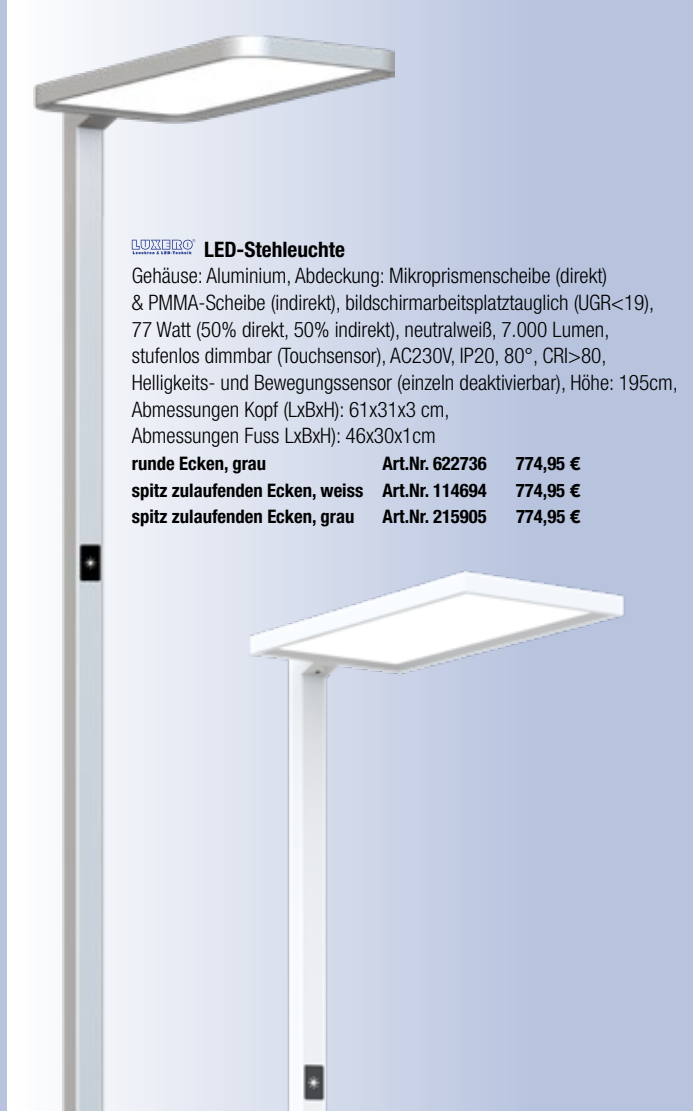 LUXERO LED-Stehleuchte
Leuchten & LED-Technik
Gehäuse: Aluminium, Abdeckung: Mikroprismenscheibe (direkt)
& PMMA-Scheibe (indirekt), bildschirmarbeitsplatztauglich (UGR<19),
77 Watt (50% direkt, 50% indirekt), neutralweiß, 7.000 Lumen,
stufenlos dimmbar (Touchsensor), AC230V, IP20, 80°, CRI>80,
Helligkeits- und Bewegungssensor (einzeln deaktivierbar), Höhe: 195cm,
Abmessungen Kopf (LxBxH): 61x31x3 cm,
Abmessungen Fuss LxBxH): 46x30x1cm
runde Ecken, grau Art.Nr. 622736 774,95 €
spitz zulaufenden Ecken, weiss Art.Nr. 114694 774,95 €
spitz zulaufenden Ecken, grau Art.Nr. 215905 774,95 €